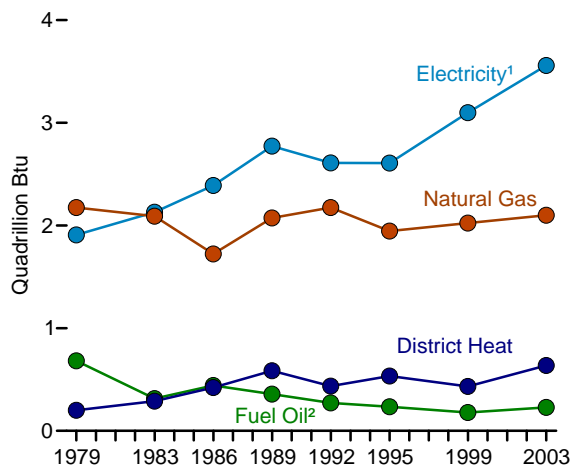 4
Electricity¹
3
Natural Gas
2
Quadrillion Btu
1
District Heat
Fuel Oil²
0
1979 1983 1986 1989 1992 1995 1999 2003